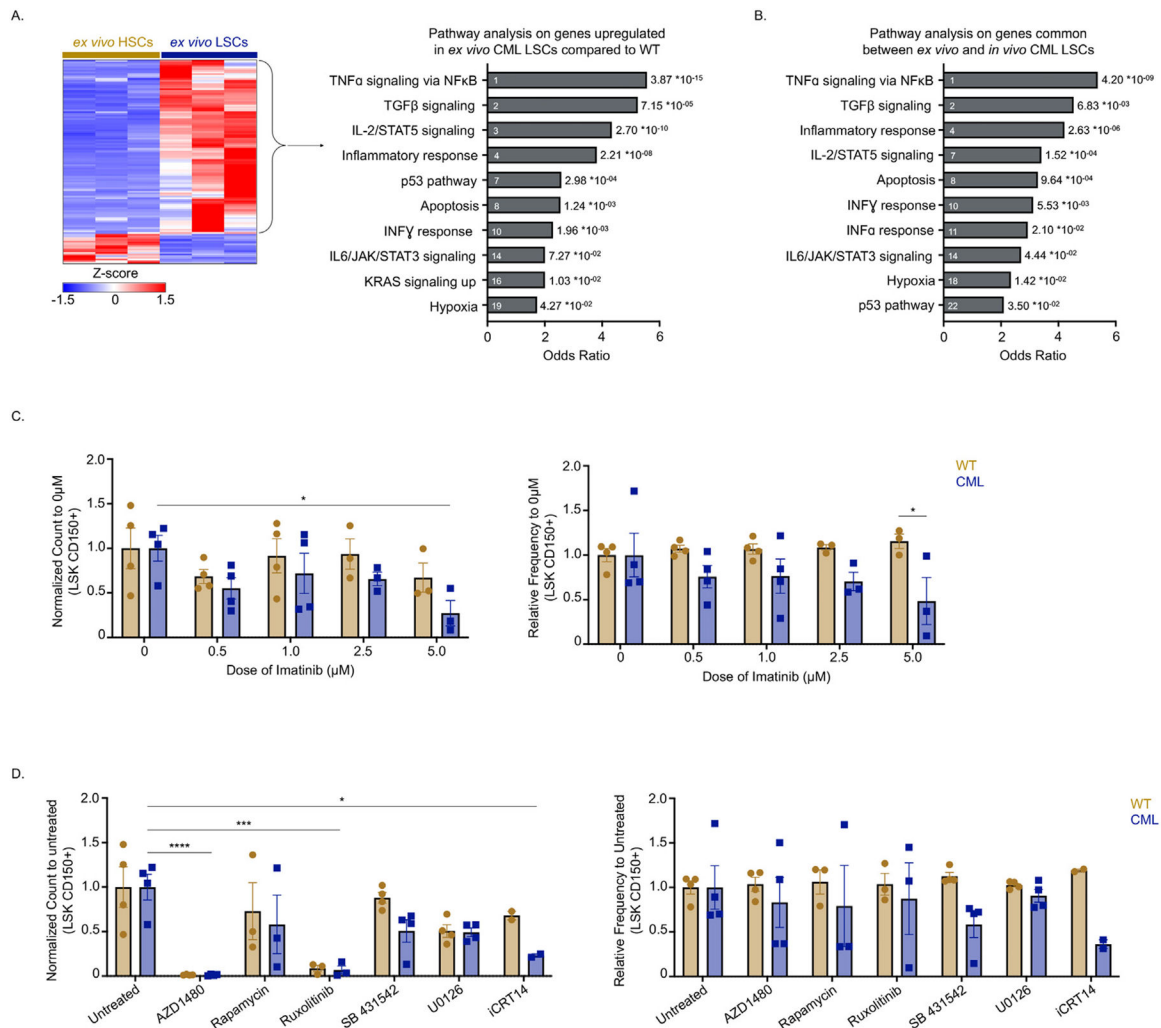 A.
ex vivo HSCs ex vivo LSCs
Z-score
-1.5 0 1.5
Pathway analysis on genes upregulated
in ex vivo CML LSCs compared to WT
TNFα signaling via NFκB 1 3.87 *10-15
TGFβ signaling 2 7.15 *10-05
IL-2/STAT5 signaling 3 2.70 *10-10
Inflammatory response 4 2.21 *10-08
p53 pathway 7 2.98 *10-04
Apoptosis 8 1.24 *10-03
INFɣ response 10 1.96 *10-03
IL6/JAK/STAT3 signaling 14 7.27 *10-02
KRAS signaling up 16 1.03 *10-02
Hypoxia 19 4.27 *10-02
0 2 4 6
Odds Ratio
B.
Pathway analysis on genes common
between ex vivo and in vivo CML LSCs
TNFα signaling via NFκB 1 4.20 *10-09
TGFβ signaling 2 6.83 *10-03
Inflammatory response 4 2.63 *10-06
IL-2/STAT5 signaling 7 1.52 *10-04
Apoptosis 8 9.64 *10-04
INFɣ response 10 5.53 *10-03
INFα response 11 2.10 *10-02
IL6/JAK/STAT3 signaling 14 4.44 *10-02
Hypoxia 18 1.42 *10-02
p53 pathway 22 3.50 *10-02
0 2 4 6
Odds Ratio
C.
Normalized Count to 0µM
(LSK CD150+)
2.0
1.5
1.0
0.5
0
*
0 0.5 1.0 2.5 5.0
Dose of Imatinib (µM)
Relative Frequency to 0µM
(LSK CD150+)
2.0
1.5
1.0
0.5
0
*
0 0.5 1.0 2.5 5.0
Dose of Imatinib (µM)
WT
CML
D.
Normalized Count to untreated
(LSK CD150+)
2.0
1.5
1.0
0.5
0
*
***
****
Untreated AZD1480 Rapamycin Ruxolitinib SB 431542 U0126 iCRT14
Relative Frequency to Untreated
(LSK CD150+)
2.0
1.5
1.0
0.5
0
Untreated AZD1480 Rapamycin Ruxolitinib SB 431542 U0126 iCRT14
WT
CML